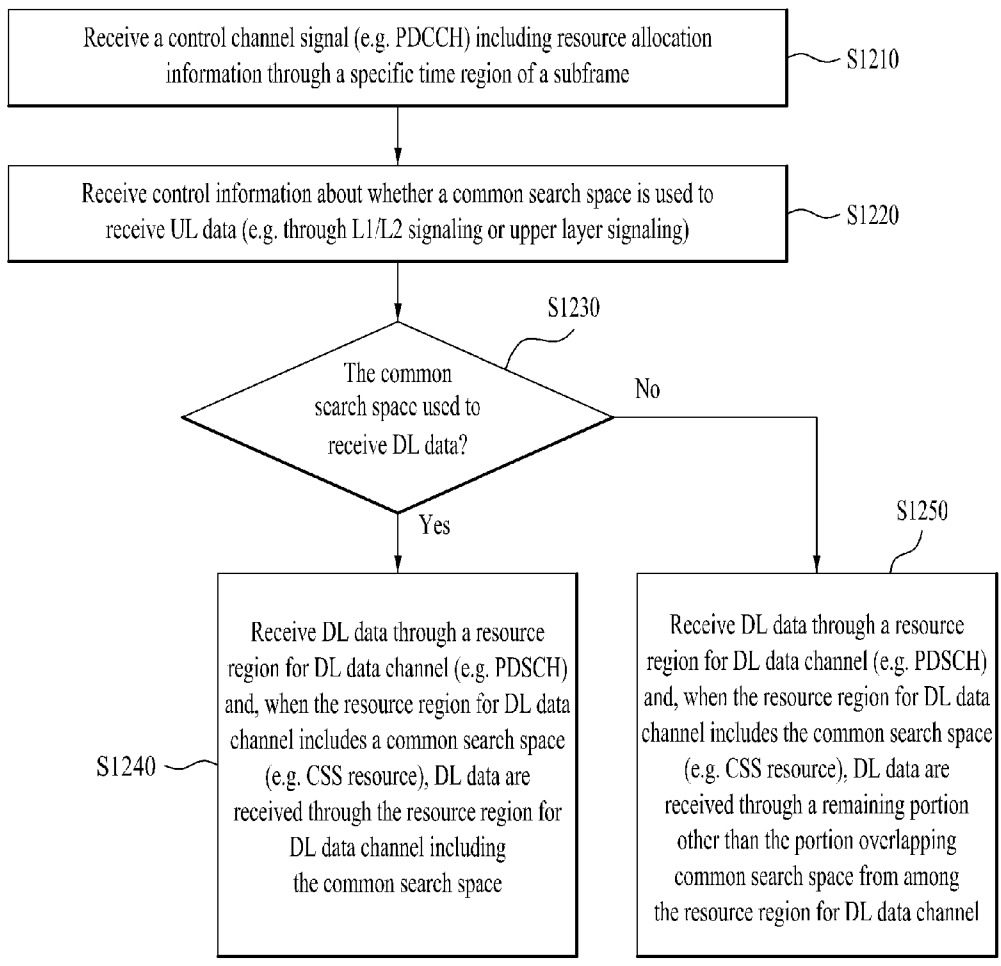 Receive a control channel signal (e.g. PDCCH) including resource allocation
information through a specific time region of a subframe
S1210
Receive control information about whether a common search space is used to
receive UL data (e.g. through L1/L2 signaling or upper layer signaling)
S1220
S1230
The common
search space used to
receive DL data?
No
Yes
S1250
Receive DL data through a resource
region for DL data channel (e.g. PDSCH)
and, when the resource region for DL data
channel includes a common search space
(e.g. CSS resource), DL data are
received through the resource region for
DL data channel including
the common search space
S1240
Receive DL data through a resource
region for DL data channel (e.g. PDSCH)
and, when the resource region for DL data
channel includes the common search space
(e.g. CSS resource), DL data are
received through a remaining portion
other than the portion overlapping
common search space from among
the resource region for DL data channel